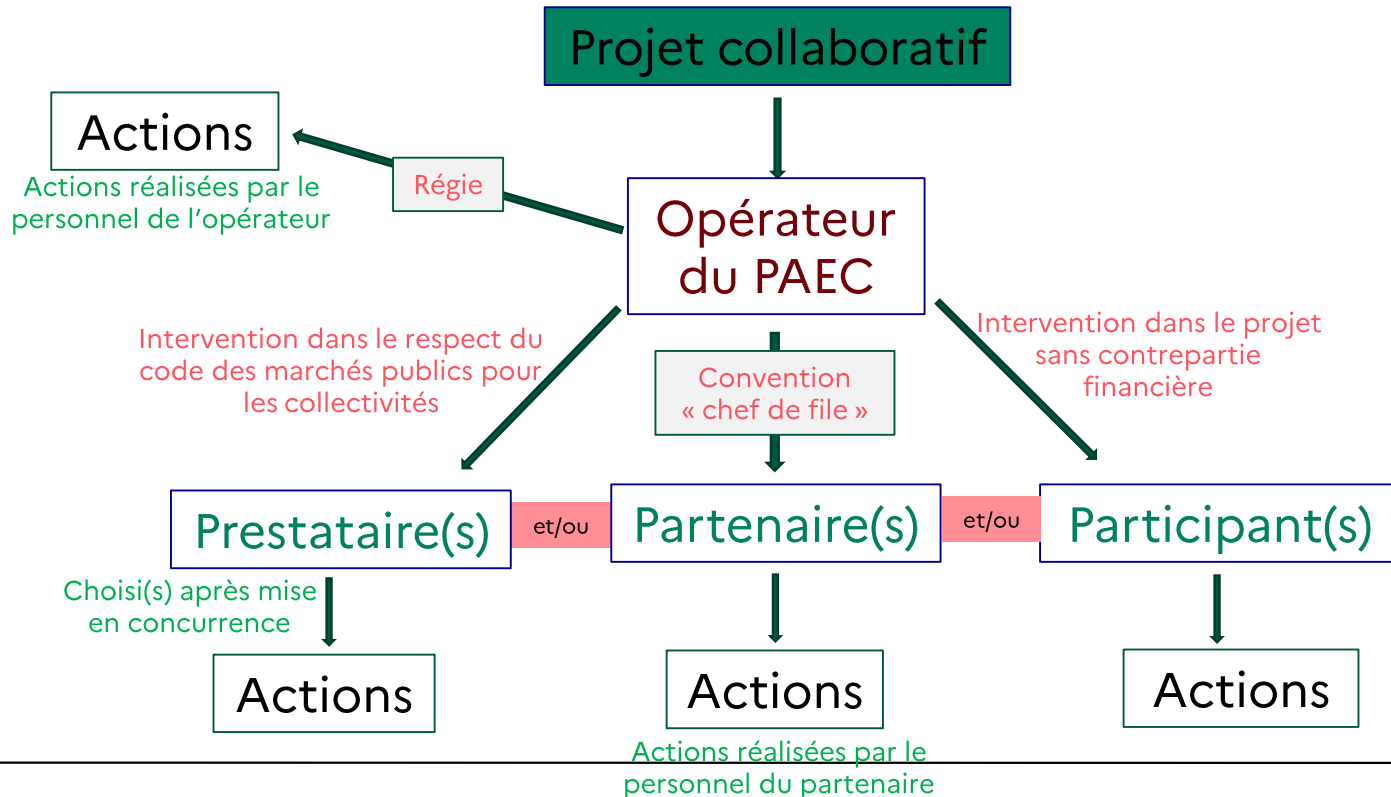 Projet collaboratif
Actions
Actions réalisées par le
personnel de l’opérateur
Régie
Opérateur
du PAEC
Intervention dans le respect du
code des marchés publics pour
les collectivités
Convention
« chef de file »
Intervention dans le projet
sans contrepartie
financière
Prestataire(s)
et/ou
Partenaire(s)
et/ou
Participant(s)
Choisi(s) après mise
en concurrence
Actions
Actions
Actions réalisées par le
personnel du partenaire
Actions